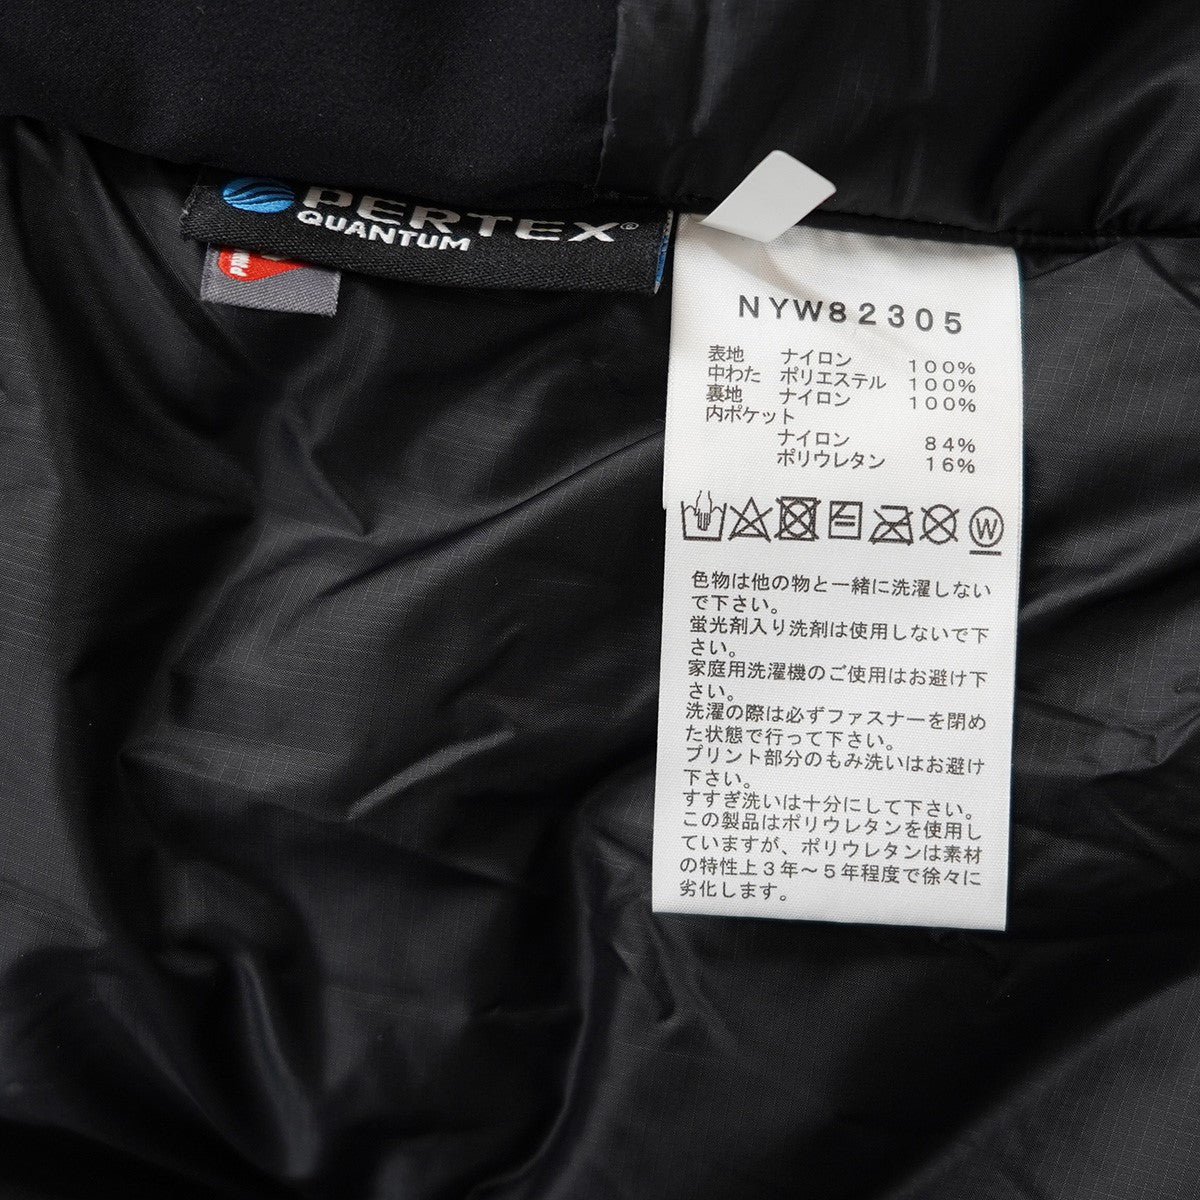 PERTEX®
QUANTUM
NYW82305
表地 ナイロン 100%
中わた ポリエステル 100%
裏地 ナイロン 100%
内ポケット
ナイロン 84%
ポリウレタン 16%
W
色物は他の物と一緒に洗濯しない
で下さい。
蛍光剤入り洗剤は使用しないで下
さい。
家庭用洗濯機のご使用はお避け下
さい。
洗濯の際は必ずファスナーを閉め
た状態で行って下さい。
プリント部分のもみ洗いはお避け
下さい。
すすぎ洗いは十分にして下さい。
この製品はポリウレタンを使用し
ていますが、ポリウレタンは素材
の特性上3年～5年程度で徐々に
劣化します。